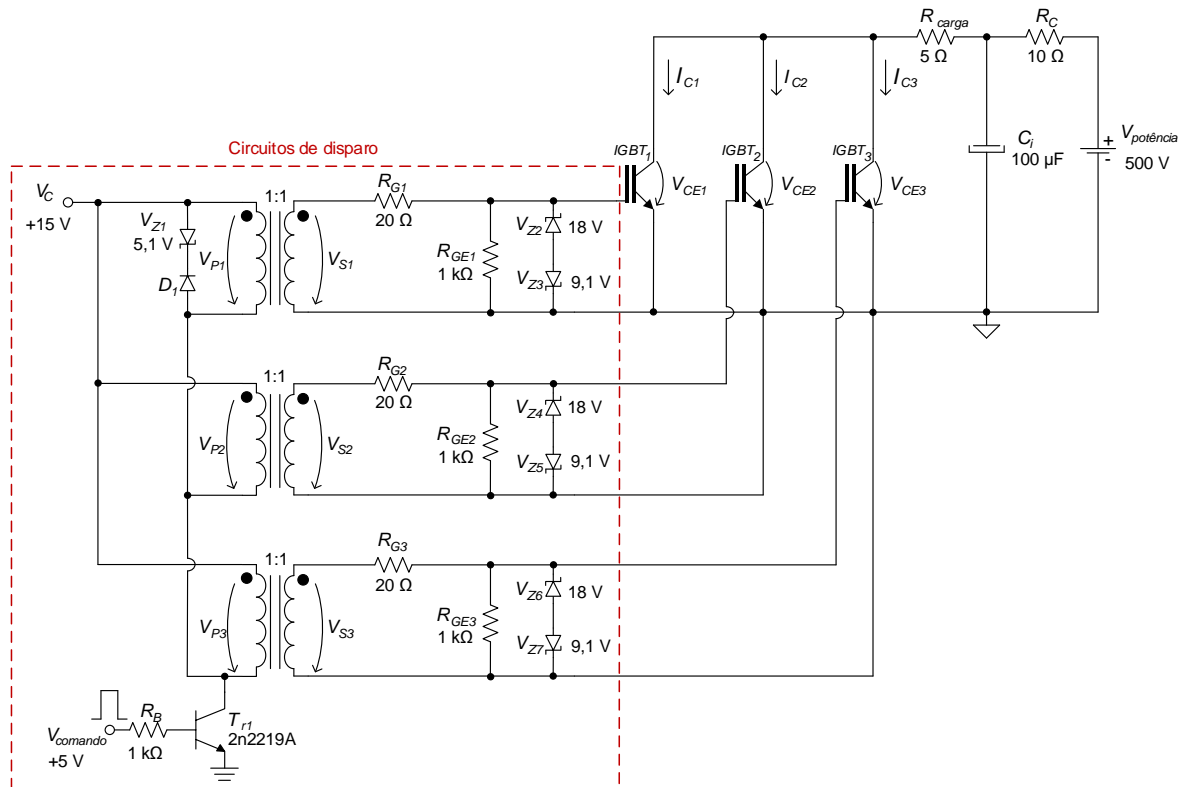 R carga
5 Ω
R C
10 Ω
I C1
I C2
I C3
C i
100 µF
V potência
+
-
500 V
Circuitos de disparo
IGBT 1
IGBT 2
IGBT 3
V CE1
V CE2
V CE3
V C
+15 V
V Z1
5,1 V
D 1
V P1
1:1
V S1
R G1
20 Ω
R GE1
1 kΩ
V Z2
18 V
V Z3
9,1 V
1:1
V P2
V S2
R G2
20 Ω
R GE2
1 kΩ
V Z4
18 V
V Z5
9,1 V
1:1
V P3
V S3
R G3
20 Ω
R GE3
1 kΩ
V Z6
18 V
V Z7
9,1 V
V comando
+5 V
R B
1 kΩ
T r1
2n2219A